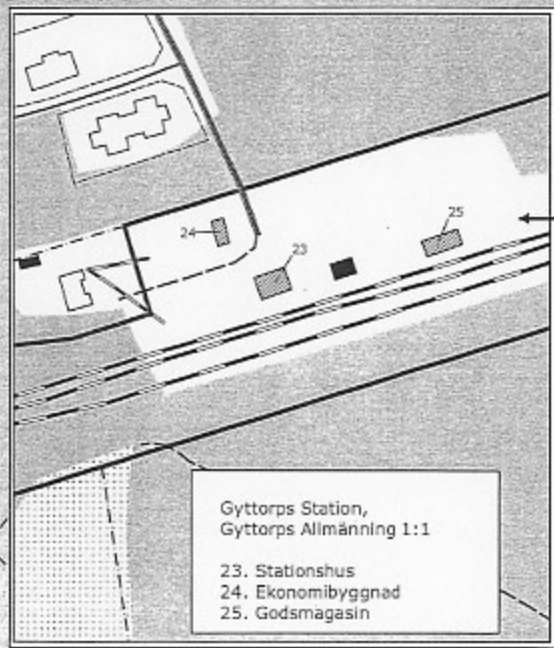 24
23
25
Gyttorps Station,
Gyttorps Allmänning 1:1
23. Stationshus
24. Ekonomibyggnad
25. Godsmagasin